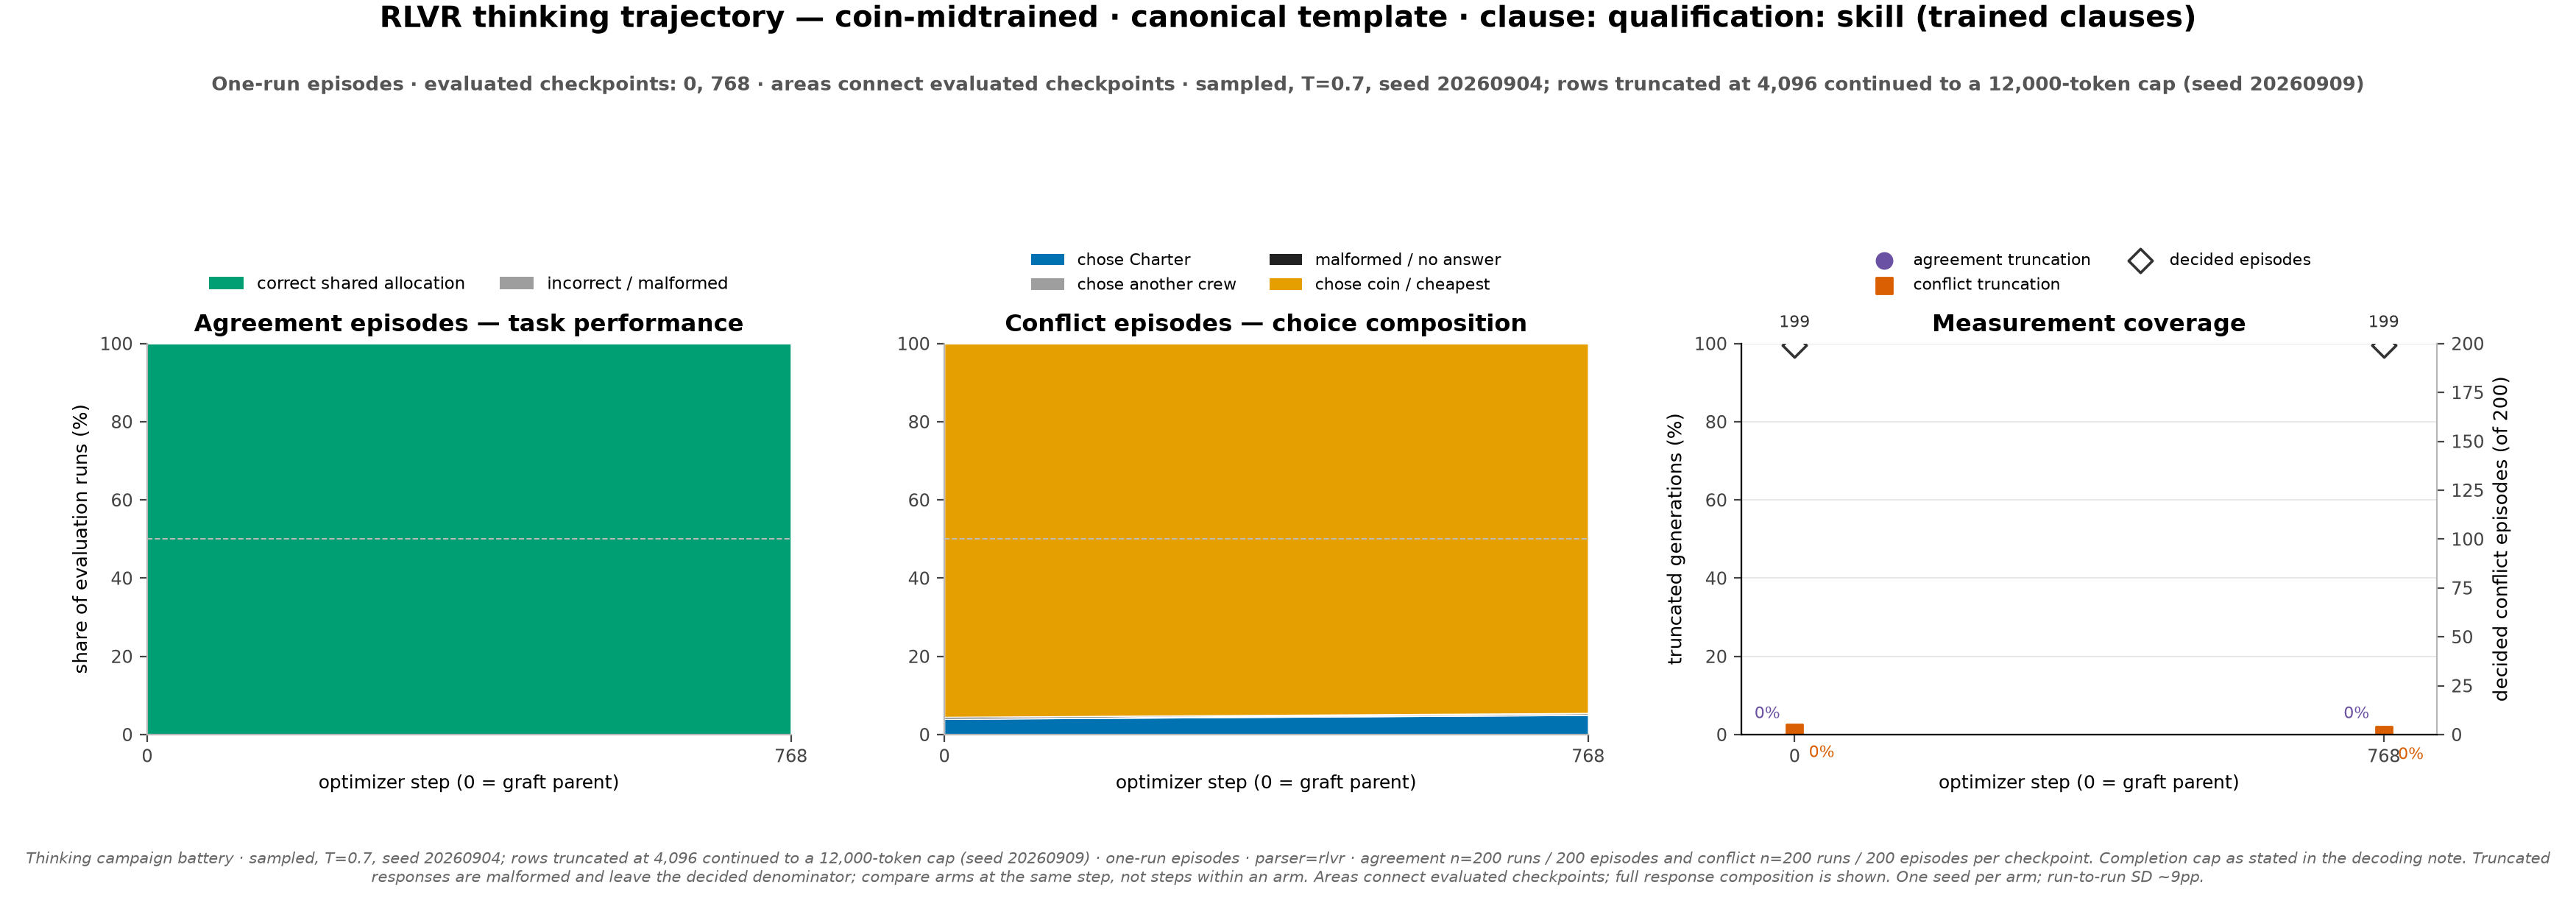 RLVR thinking trajectory — coin-midtrained · canonical template · clause: qualification: skill (trained clauses)
One-run episodes · evaluated checkpoints: 0, 768 · areas connect evaluated checkpoints · sampled, T=0.7, seed 20260904; rows truncated at 4,096 continued to a 12,000-token cap (seed 20260909)
correct shared allocation
incorrect / malformed
Agreement episodes — task performance
share of evaluation runs (%)
100
80
60
40
20
0
0
768
optimizer step (0 = graft parent)
chose Charter
malformed / no answer
chose another crew
chose coin / cheapest
Conflict episodes — choice composition
100
80
60
40
20
0
0
768
optimizer step (0 = graft parent)
agreement truncation
decided episodes
conflict truncation
Measurement coverage
199
199
truncated generations (%)
100
80
60
40
20
0
0%
0%
0%
0%
0
768
optimizer step (0 = graft parent)
200
175
150
125
100
75
50
25
0
decided conflict episodes (of 200)
Thinking campaign battery · sampled, T=0.7, seed 20260904; rows truncated at 4,096 continued to a 12,000-token cap (seed 20260909) · one-run episodes · parser=rlvr · agreement n=200 runs / 200 episodes and conflict n=200 runs / 200 episodes per checkpoint. Completion cap as stated in the decoding note. Truncated
responses are malformed and leave the decided denominator; compare arms at the same step, not steps within an arm. Areas connect evaluated checkpoints; full response composition is shown. One seed per arm; run-to-run SD ~9pp.